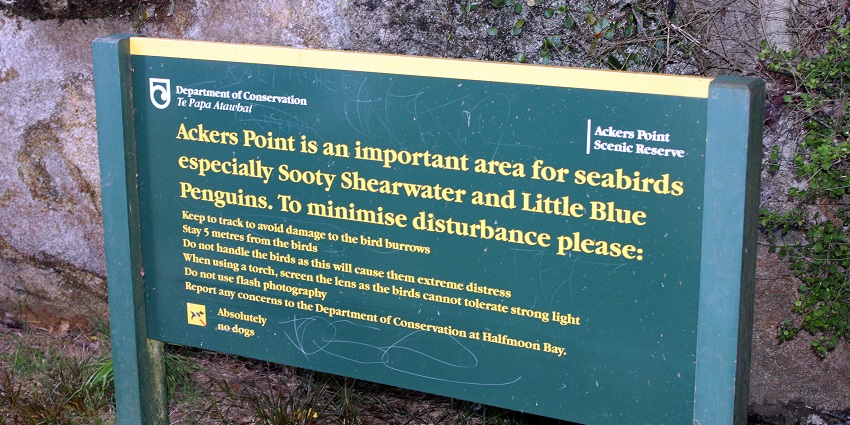 Department of Conservation
Te Papa Atawhai
Ackers Point
Scenic Reserve
Ackers Point is an important area for seabirds
especially Sooty Shearwater and Little Blue
Penguins. To minimise disturbance please:
Keep to track to avoid damage to the bird burrows
Stay 5 metres from the birds
Do not handle the birds as this will cause them extreme distress
When using a torch, screen the lens as the birds cannot tolerate strong light
Do not use flash photography
Report any concerns to the Department of Conservation at Halfmoon Bay.
Absolutely
no dogs